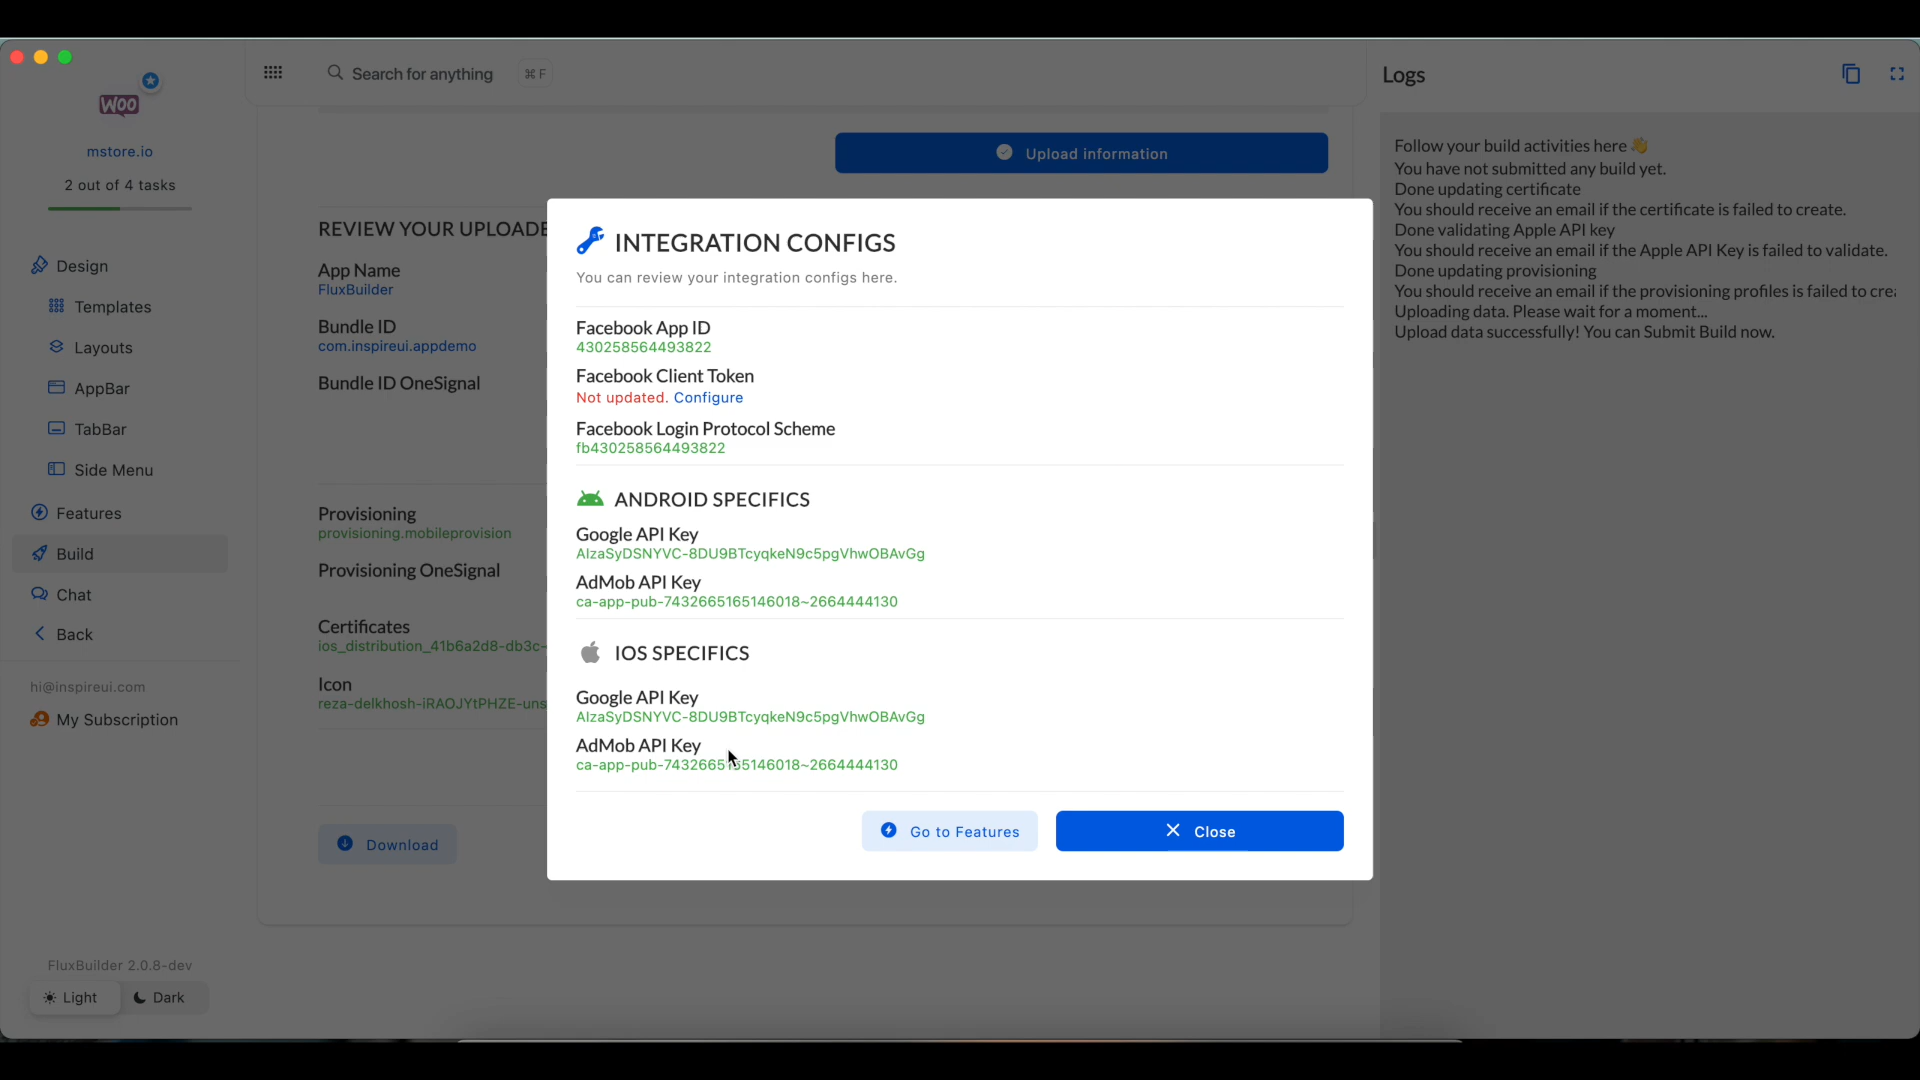 WOO
mstore.io
2 out of 4 tasks
Design
Templates
Layouts
AppBar
TabBar
Side Menu
Features
Build
Chat
Back
hi@inspireui.com
My Subscription
FluxBuilder 2.0.8-dev
Light
Dark
Search for anything
⌘ F
Upload information
REVIEW YOUR UPLOADE
App Name
FluxBuilder
Bundle ID
com.inspireui.appdemo
Bundle ID OneSignal
Provisioning
provisioning.mobileprovision
Provisioning OneSignal
Certificates
ios_distribution_41b6a2d8-db3c-
Icon
reza-delkhosh-iRAOJYtPHZE-uns
Download
INTEGRATION CONFIGS
You can review your integration configs here.
Facebook App ID
430258564493822
Facebook Client Token
Not updated. Configure
Facebook Login Protocol Scheme
fb430258564493822
ANDROID SPECIFICS
Google API Key
AIzaSyDSNYVC-8DU9BTcyqkeN9c5pgVhwOBAvGg
AdMob API Key
ca-app-pub-7432665165146018~2664444130
IOS SPECIFICS
Google API Key
AIzaSyDSNYVC-8DU9BTcyqkeN9c5pgVhwOBAvGg
AdMob API Key
ca-app-pub-7432665165146018~2664444130
Go to Features
Close
Logs
Follow your build activities here 👋
You have not submitted any build yet.
Done updating certificate
You should receive an email if the certificate is failed to create.
Done validating Apple API key
You should receive an email if the Apple API Key is failed to validate.
Done updating provisioning
You should receive an email if the provisioning profiles is failed to crea
Uploading data. Please wait for a moment...
Upload data successfully! You can Submit Build now.